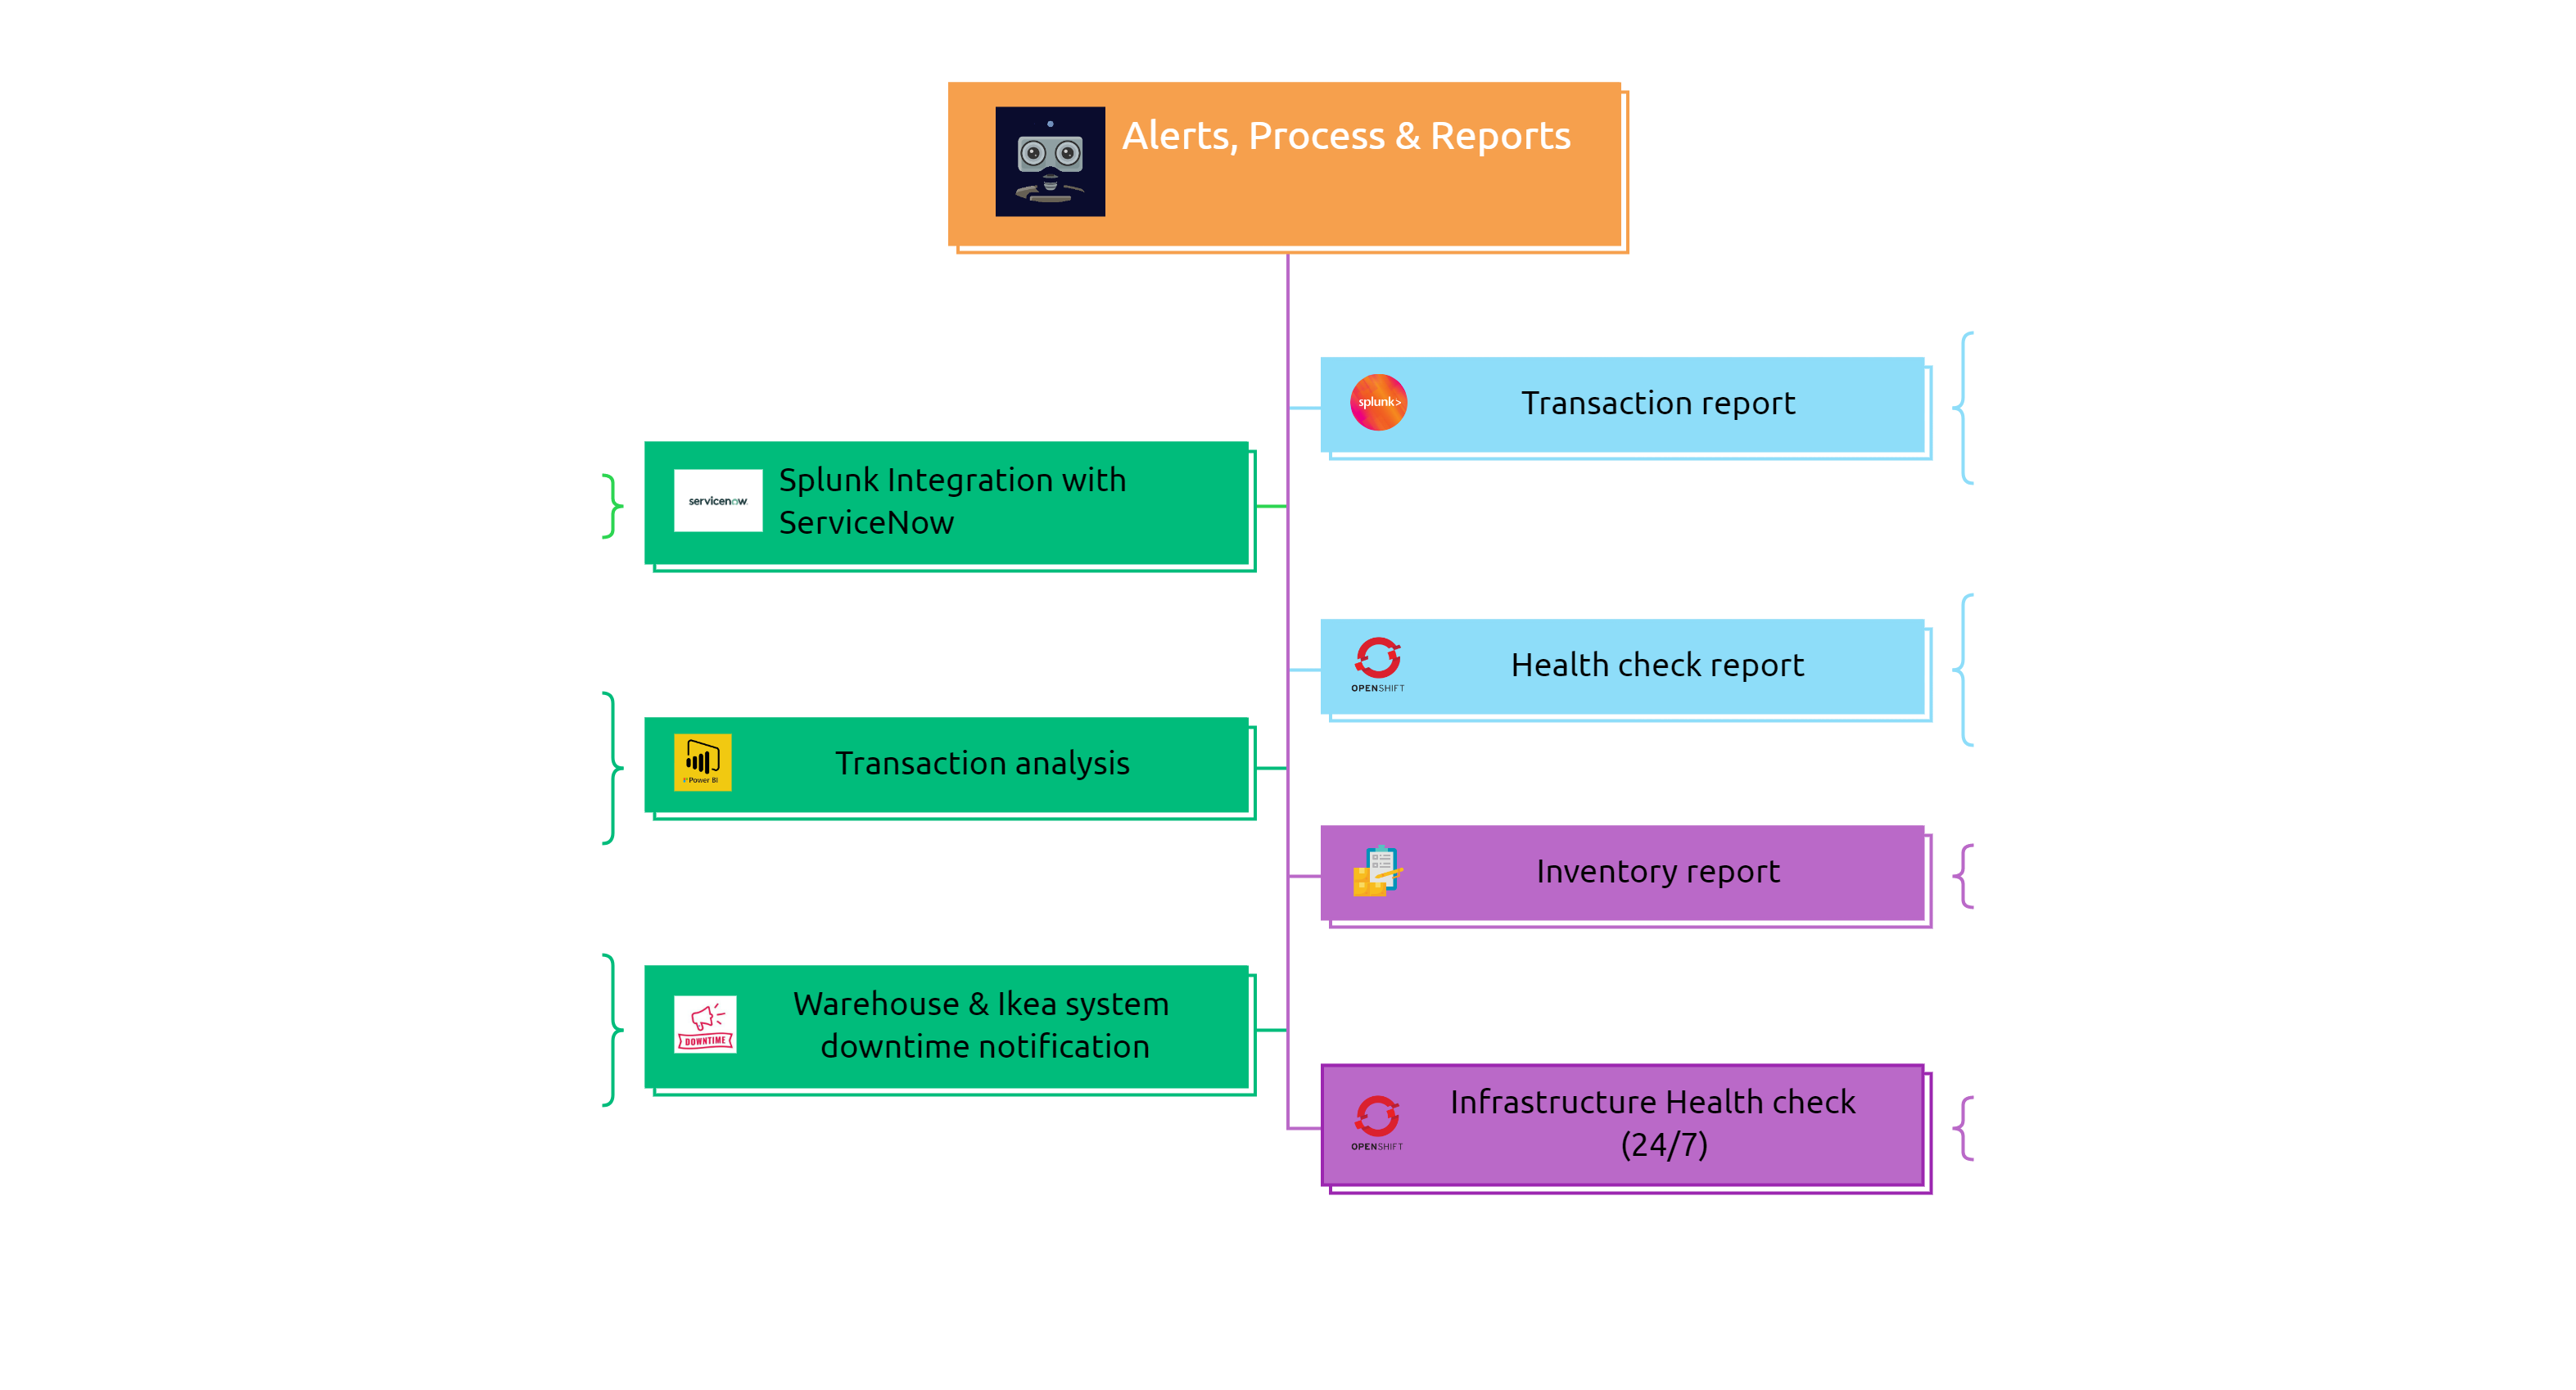 Alerts, Process & Reports
splunk>
Transaction report
servicenow.
Splunk Integration with
ServiceNow
OPENSHIFT
Health check report
Power BI
Transaction analysis
Inventory report
DOWNTIME
Warehouse & Ikea system
downtime notification
OPENSHIFT
Infrastructure Health check
(24/7)